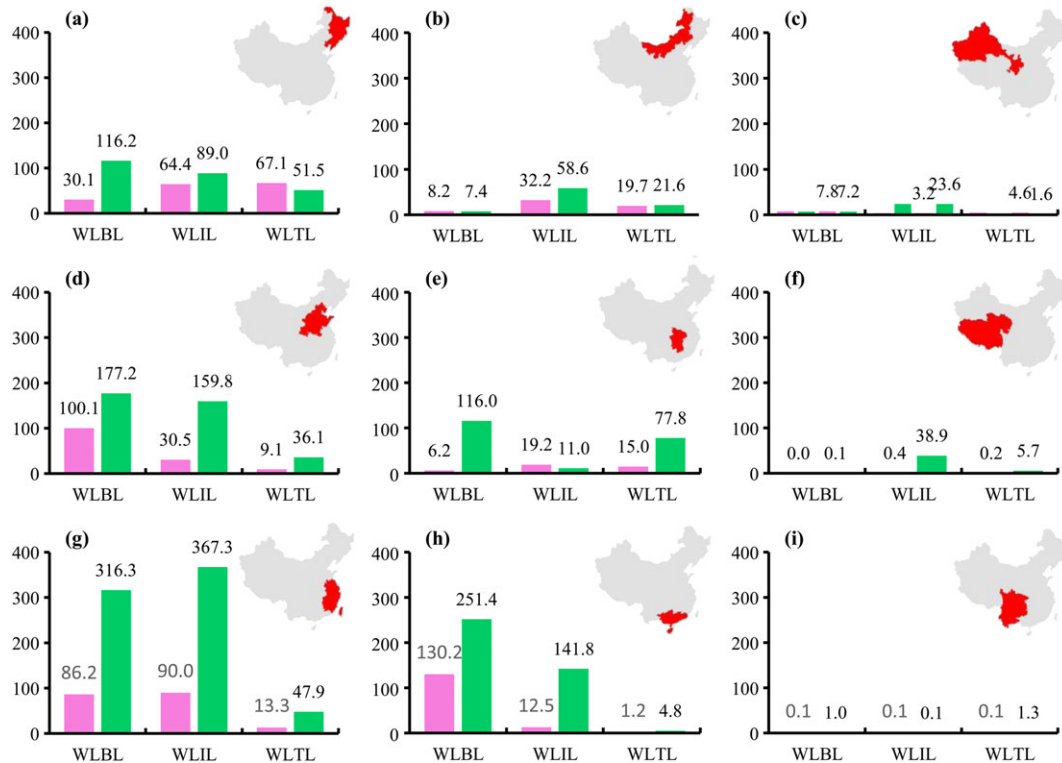 (a) (b) (c)
400 400 400
300 300 300
200 200 200
116.2 89.0
64.4 67.1 51.5 58.6
100 100 100
30.1 8.2 7.4 32.2 19.7 21.6 7.8 7.2 3.2 23.6 4.6 1.6
0 0 0
WLBL WLIL WLTL WLBL WLIL WLTL WLBL WLIL WLTL
(d) (e) (f)
400 400 400
300 300 300
177.2 159.8
200 200 200
100.1 116.0 77.8
100 30.5 9.1 36.1 100 6.2 19.2 11.0 15.0 100 0.0 0.1 0.4 38.9 0.2 5.7
0 0 0
WLBL WLIL WLTL WLBL WLIL WLTL WLBL WLIL WLTL
(g) (h) (i)
400 367.3 400 400
316.3
300 300 251.4 300
200 200 141.8 200
86.2 90.0 130.2
100 13.3 47.9 100 12.5 1.2 4.8 100 0.1 1.0 0.1 0.1 0.1 1.3
0 0 0
WLBL WLIL WLTL WLBL WLIL WLTL WLBL WLIL WLTL